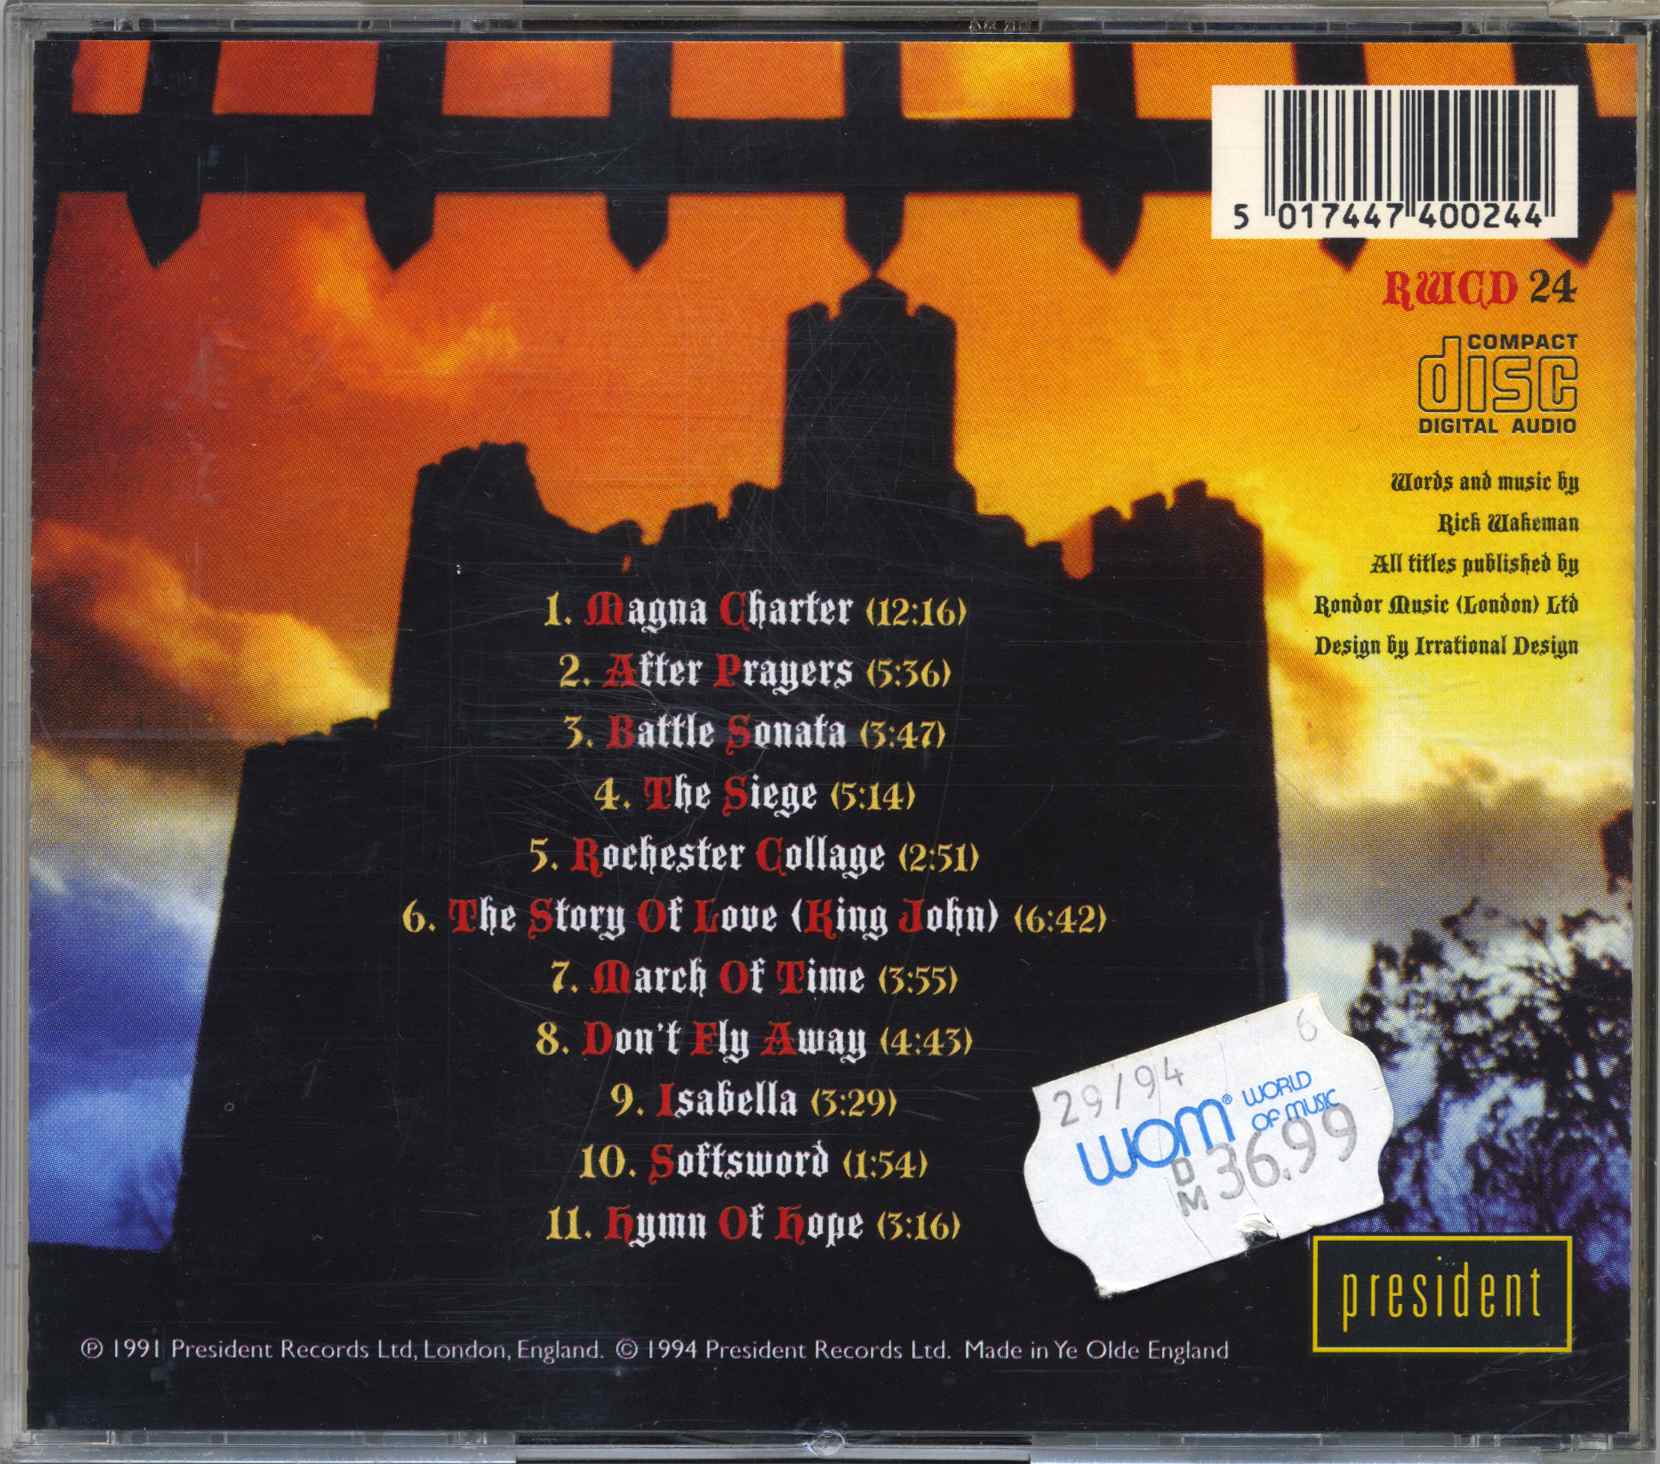 5 017447 400244
RWCD 24
COMPACT
disc
DIGITAL AUDIO
Words and music by
Rick Wakeman
All titles published by
Rondor Music (London) Ltd
Design by Irrational Design
1. Magna Charter (12:16)
2. After Prayers (5:36)
3. Battle Sonata (3:47)
4. The Siege (5:14)
5. Rochester Collage (2:51)
6. The Story Of Love (King John) (6:42)
7. March Of Time (3:55)
8. Don't Fly Away (4:43)
9. Isabella (3:29)
10. Softsword (1:54)
11. Hymn Of Hope (3:16)
29/94 6
wom® WORLD
OF MUSIC
DM 36.99
president
℗ 1991 President Records Ltd, London, England. © 1994 President Records Ltd. Made in Ye Olde England